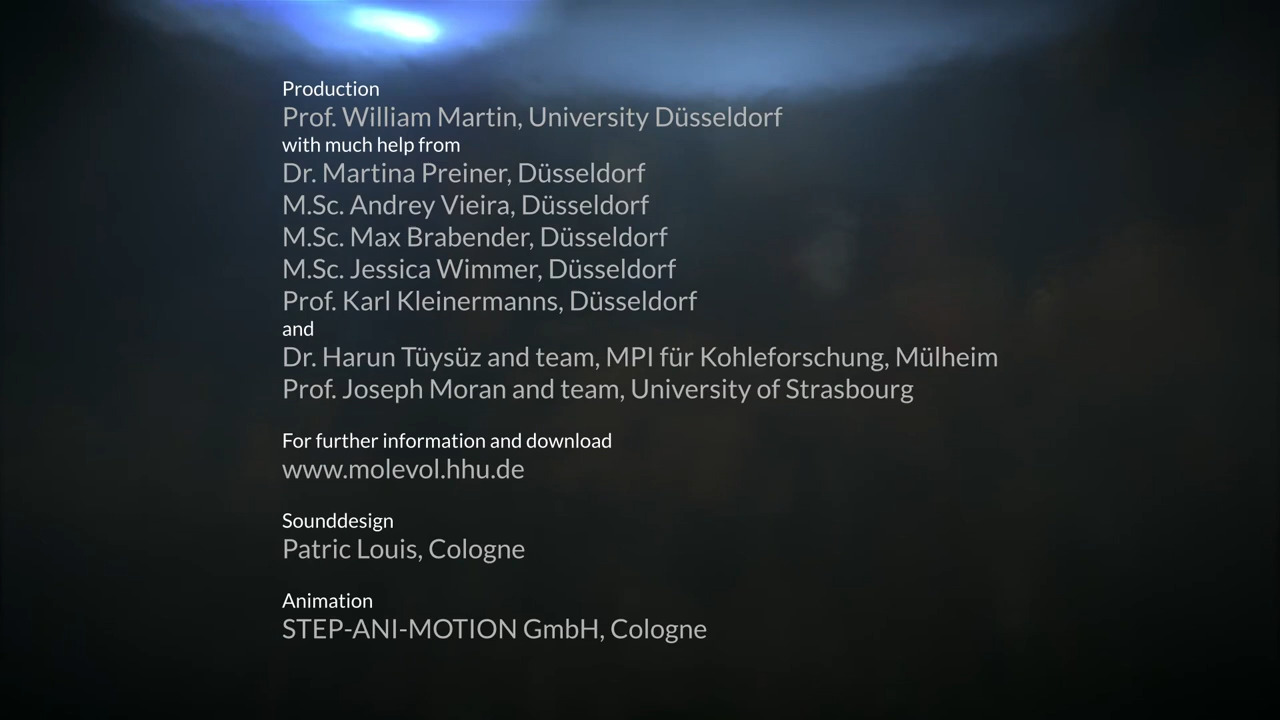 Production
Prof. William Martin, University Düsseldorf
with much help from
Dr. Martina Preiner, Düsseldorf
M.Sc. Andrey Vieira, Düsseldorf
M.Sc. Max Brabender, Düsseldorf
M.Sc. Jessica Wimmer, Düsseldorf
Prof. Karl Kleinermanns, Düsseldorf
and
Dr. Harun Tüysüz and team, MPI für Kohleforschung, Mülheim
Prof. Joseph Moran and team, University of Strasbourg
For further information and download
www.molevol.hhu.de
Sounddesign
Patric Louis, Cologne
Animation
STEP-ANI-MOTION GmbH, Cologne